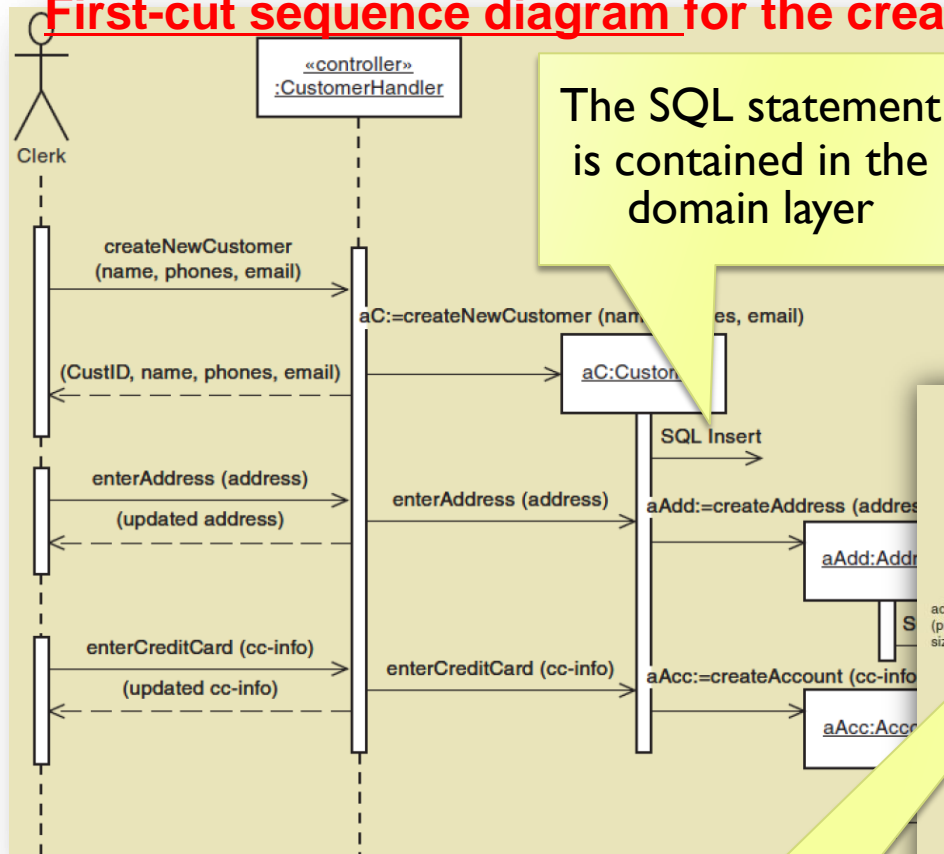 First-cut sequence diagram for the crea
«controller»
:CustomerHandler
Clerk
The SQL statement
is contained in the
domain layer
createNewCustomer
(name, phones, email)
aC:=createNewCustomer (nam es, email)
(CustID, name, phones, email)
aC:Custom
SQL Insert
enterAddress (address)
enterAddress (address)
aAdd:=createAddress (addres
(updated address)
aAdd:Addr
S
enterCreditCard (cc-info)
enterCreditCard (cc-info)
aAcc:=createAccount (cc-info
(updated cc-info)
aAcc:Acco